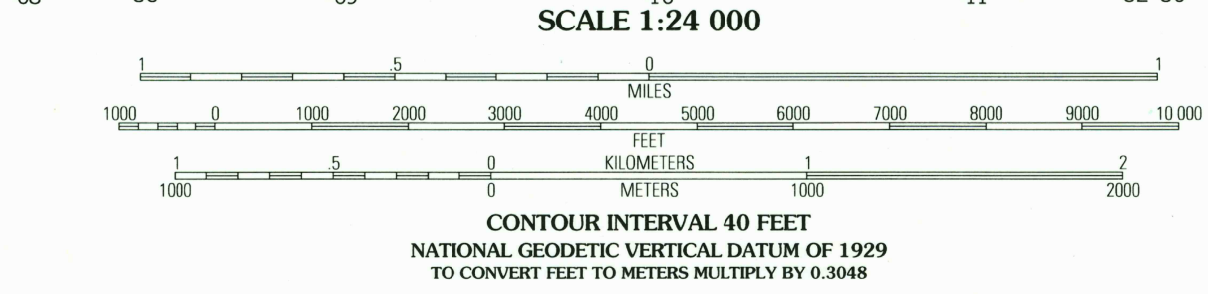 SCALE 1:24 000
1 .5 0 1
MILES
1000 0 1000 2000 3000 4000 5000 6000 7000 8000 9000 10 000
FEET
1 .5 0 KILOMETERS 1 2
1000 0 METERS 1000 2000
CONTOUR INTERVAL 40 FEET
NATIONAL GEODETIC VERTICAL DATUM OF 1929
TO CONVERT FEET TO METERS MULTIPLY BY 0.3048